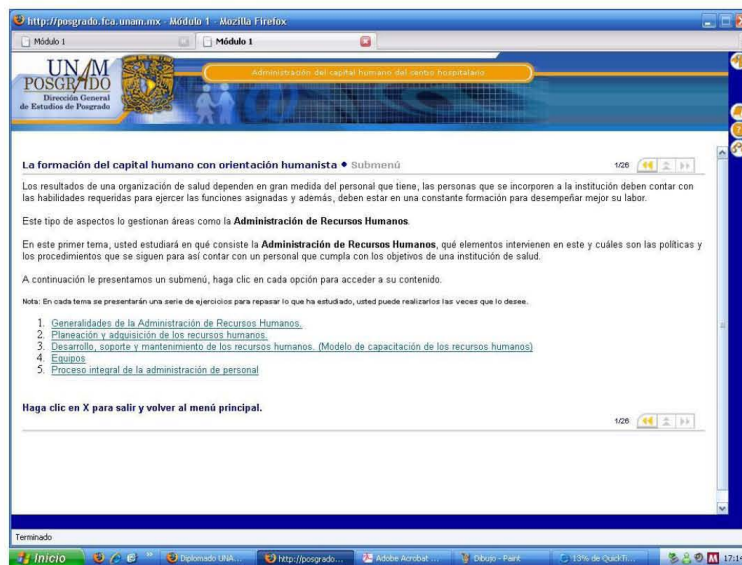 http://posgrado.fca.unam.mx - Módulo 1 - Mozilla Firefox
Módulo 1
Módulo 1
UNAM
POSGRADO
Dirección General
de Estudios de Posgrado
Administración del capital humano del centro hospitalario
La formación del capital humano con orientación humanista • Submenú
1/26
Los resultados de una organización de salud dependen en gran medida del personal que tiene, las personas que se incorporen a la institución deben contar con
las habilidades requeridas para ejercer las funciones asignadas y además, deben estar en una constante formación para desempeñar mejor su labor.
Este tipo de aspectos lo gestionan áreas como la Administración de Recursos Humanos.
En este primer tema, usted estudiará en qué consiste la Administración de Recursos Humanos, qué elementos intervienen en este y cuáles son las políticas y
los procedimientos que se siguen para así contar con un personal que cumpla con los objetivos de una institución de salud.
A continuación le presentamos un submenú, haga clic en cada opción para acceder a su contenido.
Nota: En cada tema se presentarán una serie de ejercicios para repasar lo que ha estudiado, usted puede realizarlos las veces que lo desee.
1. Generalidades de la Administración de Recursos Humanos.
2. Planeación y adquisición de los recursos humanos.
3. Desarrollo, soporte y mantenimiento de los recursos humanos. (Modelo de capacitación de los recursos humanos)
4. Equipos
5. Proceso integral de la administración de personal
Haga clic en X para salir y volver al menú principal.
1/26
Terminado
Inicio
Diplomado UNA...
http://posgrado...
Adobe Acrobat ...
Dibujo - Paint
13% de QuickTi...
17:14